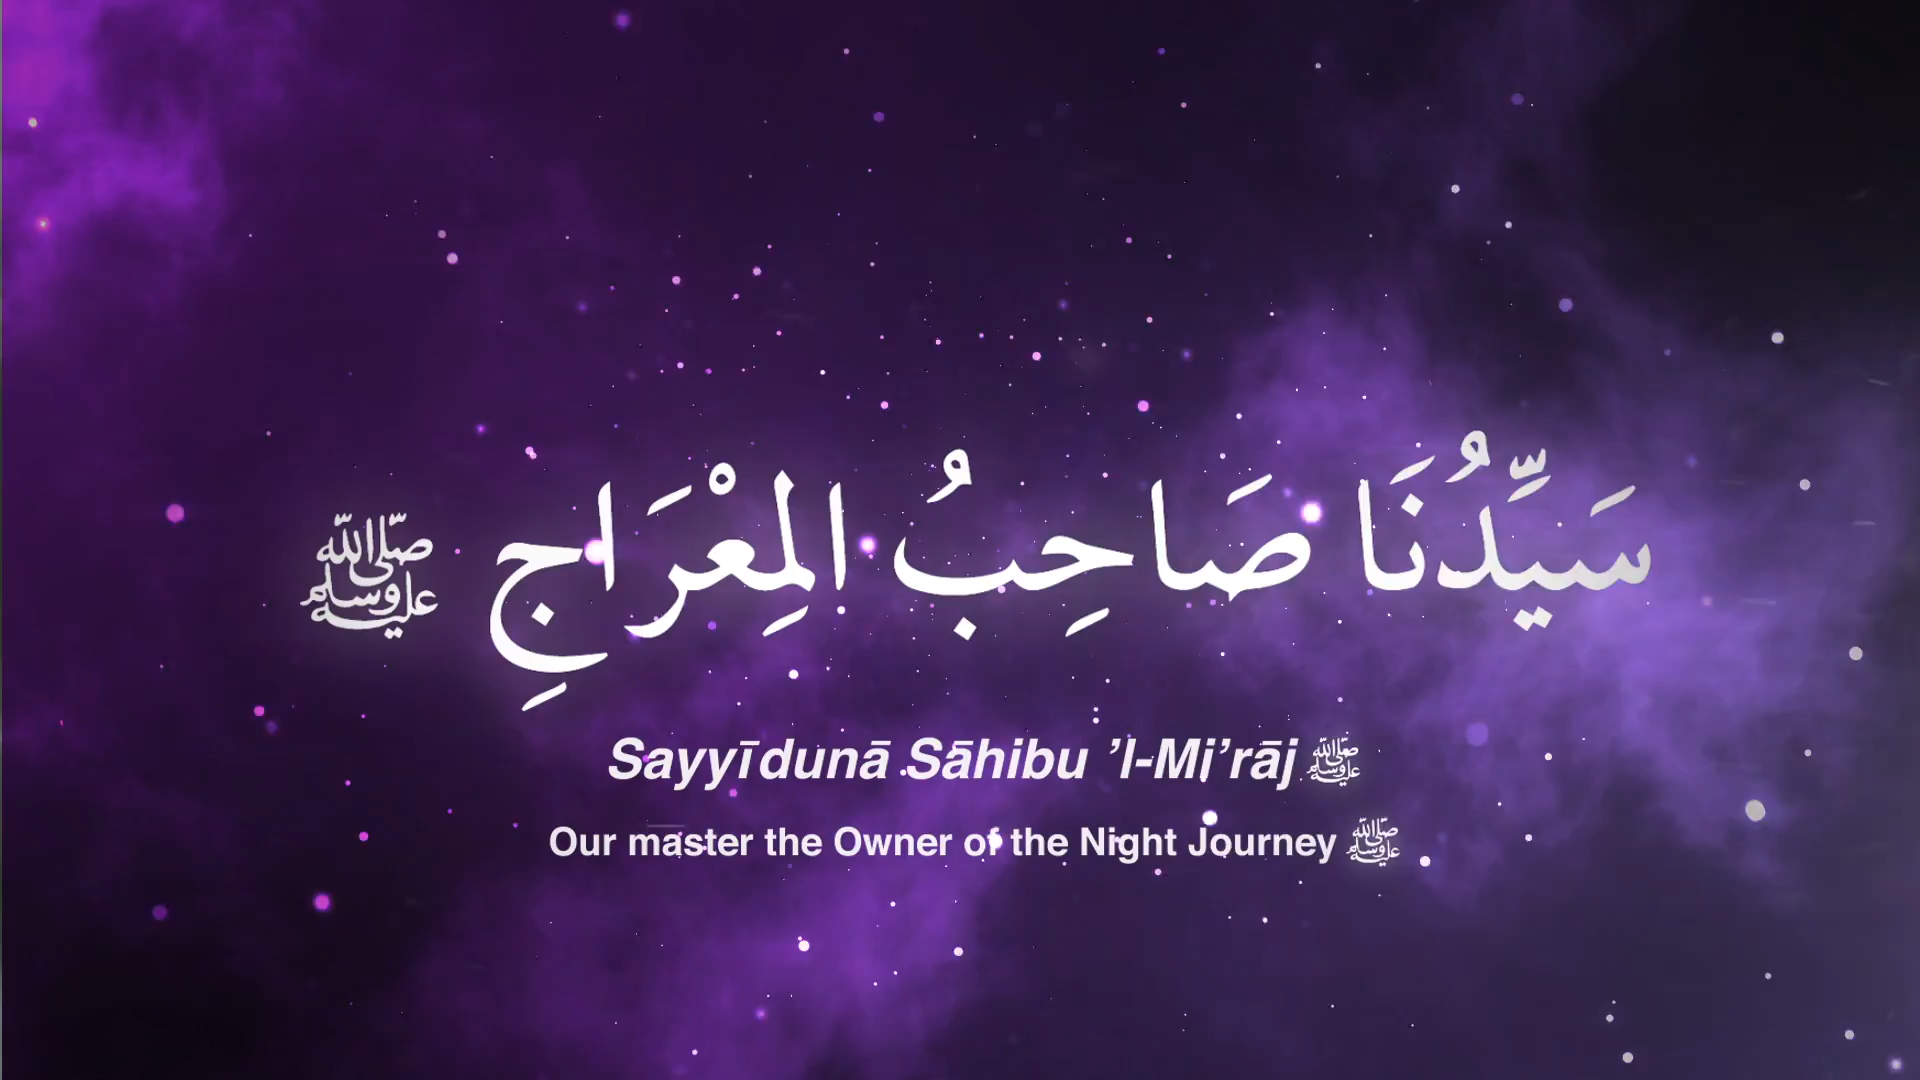 سَيِّدُنَا صَاحِبُ الْمِعْرَاجِ ﷺ
Sayyīdunā Sāhibu ’l-Mi’rāj ﷺ
Our master the Owner of the Night Journey ﷺ